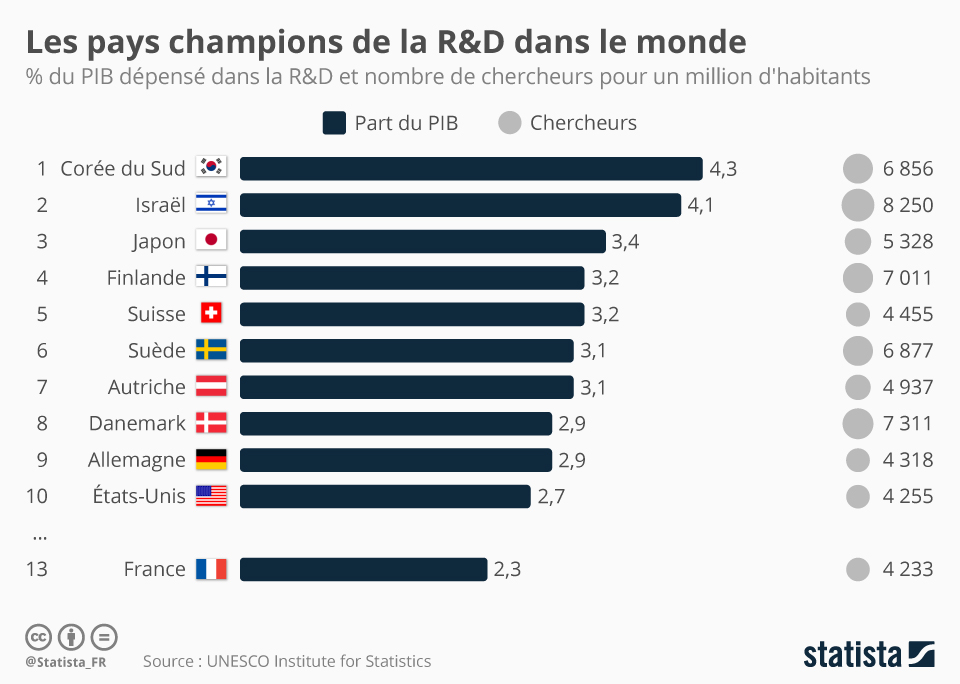 Les pays champions de la R&D dans le monde
% du PIB dépensé dans la R&D et nombre de chercheurs pour un million d'habitants
Part du PIB Chercheurs
1 Corée du Sud 4,3 6 856
2 Israël 4,1 8 250
3 Japon 3,4 5 328
4 Finlande 3,2 7 011
5 Suisse 3,2 4 455
6 Suède 3,1 6 877
7 Autriche 3,1 4 937
8 Danemark 2,9 7 311
9 Allemagne 2,9 4 318
10 États-Unis 2,7 4 255
...
13 France 2,3 4 233
cc
@Statista_FR Source : UNESCO Institute for Statistics
statista